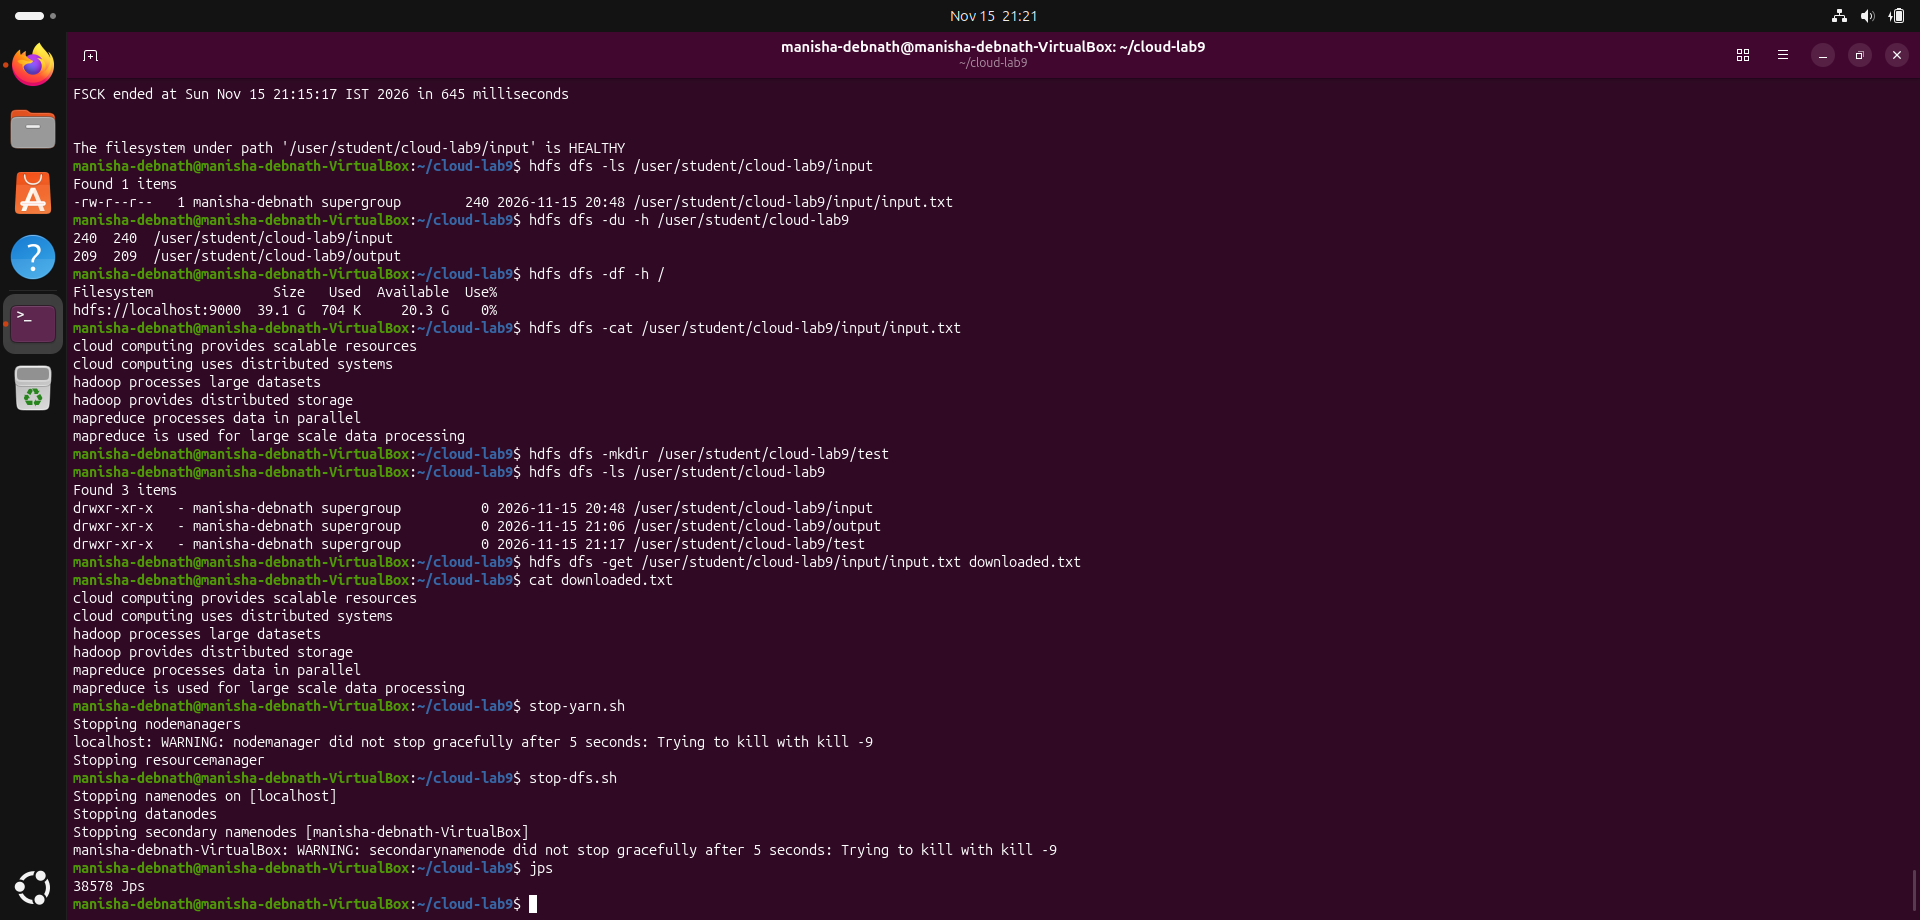 Nov 15 21:21
manisha-debnath@manisha-debnath-VirtualBox: ~/cloud-lab9
~/cloud-lab9
FSCK ended at Sun Nov 15 21:15:17 IST 2026 in 645 milliseconds
The filesystem under path '/user/student/cloud-lab9/input' is HEALTHY
manisha-debnath@manisha-debnath-VirtualBox:~/cloud-lab9$ hdfs dfs -ls /user/student/cloud-lab9/input
Found 1 items
-rw-r--r--   1 manisha-debnath supergroup        240 2026-11-15 20:48 /user/student/cloud-lab9/input/input.txt
manisha-debnath@manisha-debnath-VirtualBox:~/cloud-lab9$ hdfs dfs -du -h /user/student/cloud-lab9
240  240  /user/student/cloud-lab9/input
209  209  /user/student/cloud-lab9/output
manisha-debnath@manisha-debnath-VirtualBox:~/cloud-lab9$ hdfs dfs -df -h /
Filesystem               Size   Used  Available  Use%
hdfs://localhost:9000  39.1 G  704 K     20.3 G    0%
manisha-debnath@manisha-debnath-VirtualBox:~/cloud-lab9$ hdfs dfs -cat /user/student/cloud-lab9/input/input.txt
cloud computing provides scalable resources
cloud computing uses distributed systems
hadoop processes large datasets
hadoop provides distributed storage
mapreduce processes data in parallel
mapreduce is used for large scale data processing
manisha-debnath@manisha-debnath-VirtualBox:~/cloud-lab9$ hdfs dfs -mkdir /user/student/cloud-lab9/test
manisha-debnath@manisha-debnath-VirtualBox:~/cloud-lab9$ hdfs dfs -ls /user/student/cloud-lab9
Found 3 items
drwxr-xr-x   - manisha-debnath supergroup          0 2026-11-15 20:48 /user/student/cloud-lab9/input
drwxr-xr-x   - manisha-debnath supergroup          0 2026-11-15 21:06 /user/student/cloud-lab9/output
drwxr-xr-x   - manisha-debnath supergroup          0 2026-11-15 21:17 /user/student/cloud-lab9/test
manisha-debnath@manisha-debnath-VirtualBox:~/cloud-lab9$ hdfs dfs -get /user/student/cloud-lab9/input/input.txt downloaded.txt
manisha-debnath@manisha-debnath-VirtualBox:~/cloud-lab9$ cat downloaded.txt
cloud computing provides scalable resources
cloud computing uses distributed systems
hadoop processes large datasets
hadoop provides distributed storage
mapreduce processes data in parallel
mapreduce is used for large scale data processing
manisha-debnath@manisha-debnath-VirtualBox:~/cloud-lab9$ stop-yarn.sh
Stopping nodemanagers
localhost: WARNING: nodemanager did not stop gracefully after 5 seconds: Trying to kill with kill -9
Stopping resourcemanager
manisha-debnath@manisha-debnath-VirtualBox:~/cloud-lab9$ stop-dfs.sh
Stopping namenodes on [localhost]
Stopping datanodes
Stopping secondary namenodes [manisha-debnath-VirtualBox]
manisha-debnath-VirtualBox: WARNING: secondarynamenode did not stop gracefully after 5 seconds: Trying to kill with kill -9
manisha-debnath@manisha-debnath-VirtualBox:~/cloud-lab9$ jps
38578 Jps
manisha-debnath@manisha-debnath-VirtualBox:~/cloud-lab9$